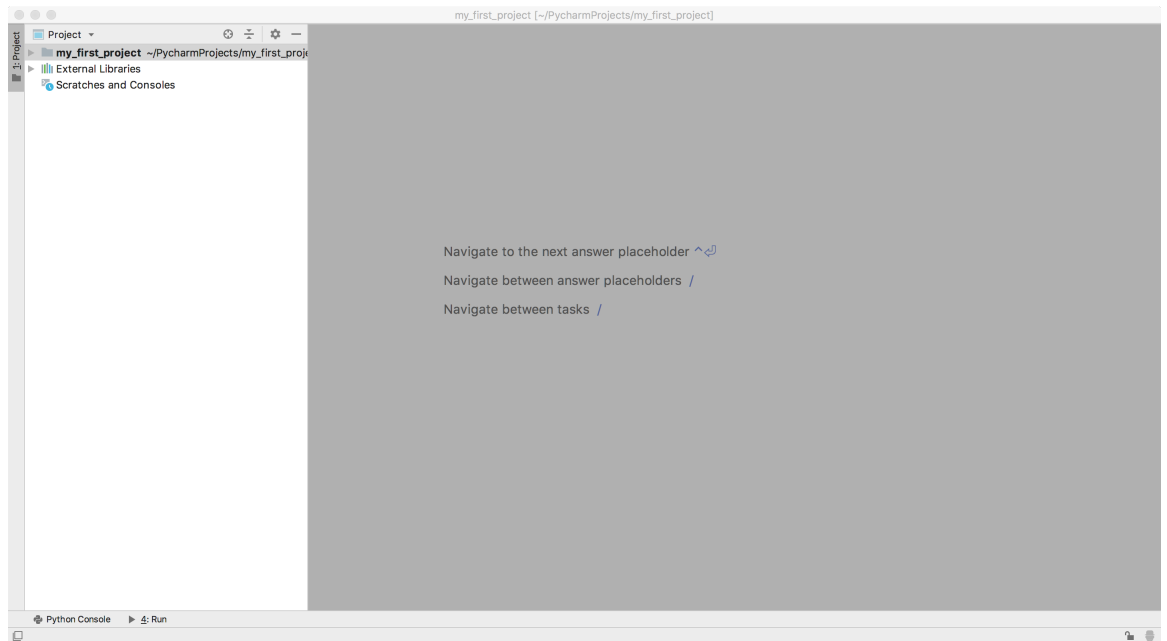 my_first_project [~/PycharmProjects/my_first_project]
1: Project
Project
my_first_project ~/PycharmProjects/my_first_proje
External Libraries
Scratches and Consoles
Navigate to the next answer placeholder ^⏎
Navigate between answer placeholders /
Navigate between tasks /
Python Console 4: Run